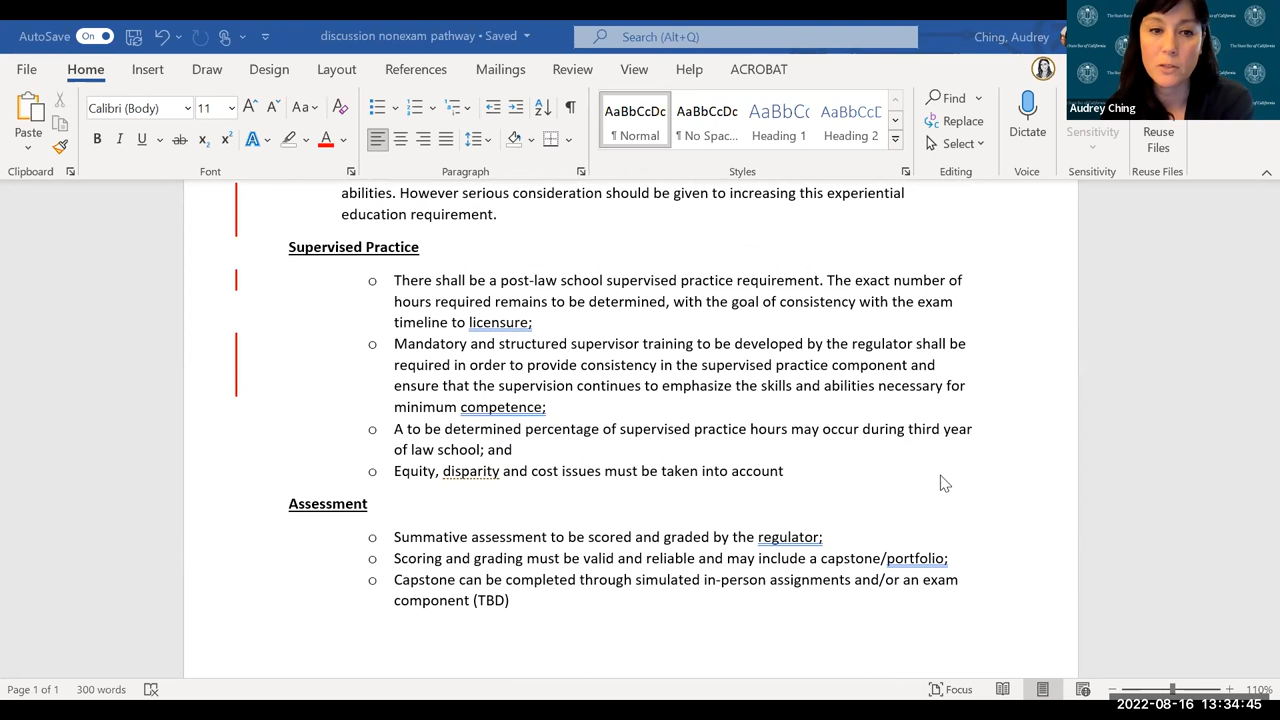 AutoSave On discussion nonexam pathway • Saved Search (Alt+Q) Ching, Audrey
The State Bar of California
File Home Insert Draw Design Layout References Mailings Review View Help ACROBAT
Audrey Ching
Calibri (Body) 11 A A Aa A
AaBbCcDc AaBbCcDc AaBbCc AaBbCcD
Find
Replace
Select
Paste
B I U ab x₂ x² A A
Normal No Spac... Heading 1 Heading 2
Dictate
Sensitivity
Reuse Files
Clipboard Font Paragraph Styles Editing Voice Sensitivity Reuse Files
abilities. However serious consideration should be given to increasing this experiential
education requirement.
Supervised Practice
o There shall be a post-law school supervised practice requirement. The exact number of
hours required remains to be determined, with the goal of consistency with the exam
timeline to licensure;
o Mandatory and structured supervisor training to be developed by the regulator shall be
required in order to provide consistency in the supervised practice component and
ensure that the supervision continues to emphasize the skills and abilities necessary for
minimum competence;
o A to be determined percentage of supervised practice hours may occur during third year
of law school; and
o Equity, disparity and cost issues must be taken into account
Assessment
o Summative assessment to be scored and graded by the regulator;
o Scoring and grading must be valid and reliable and may include a capstone/portfolio;
o Capstone can be completed through simulated in-person assignments and/or an exam
component (TBD)
Page 1 of 1 300 words Focus 110%
2022-08-16 13:34:45